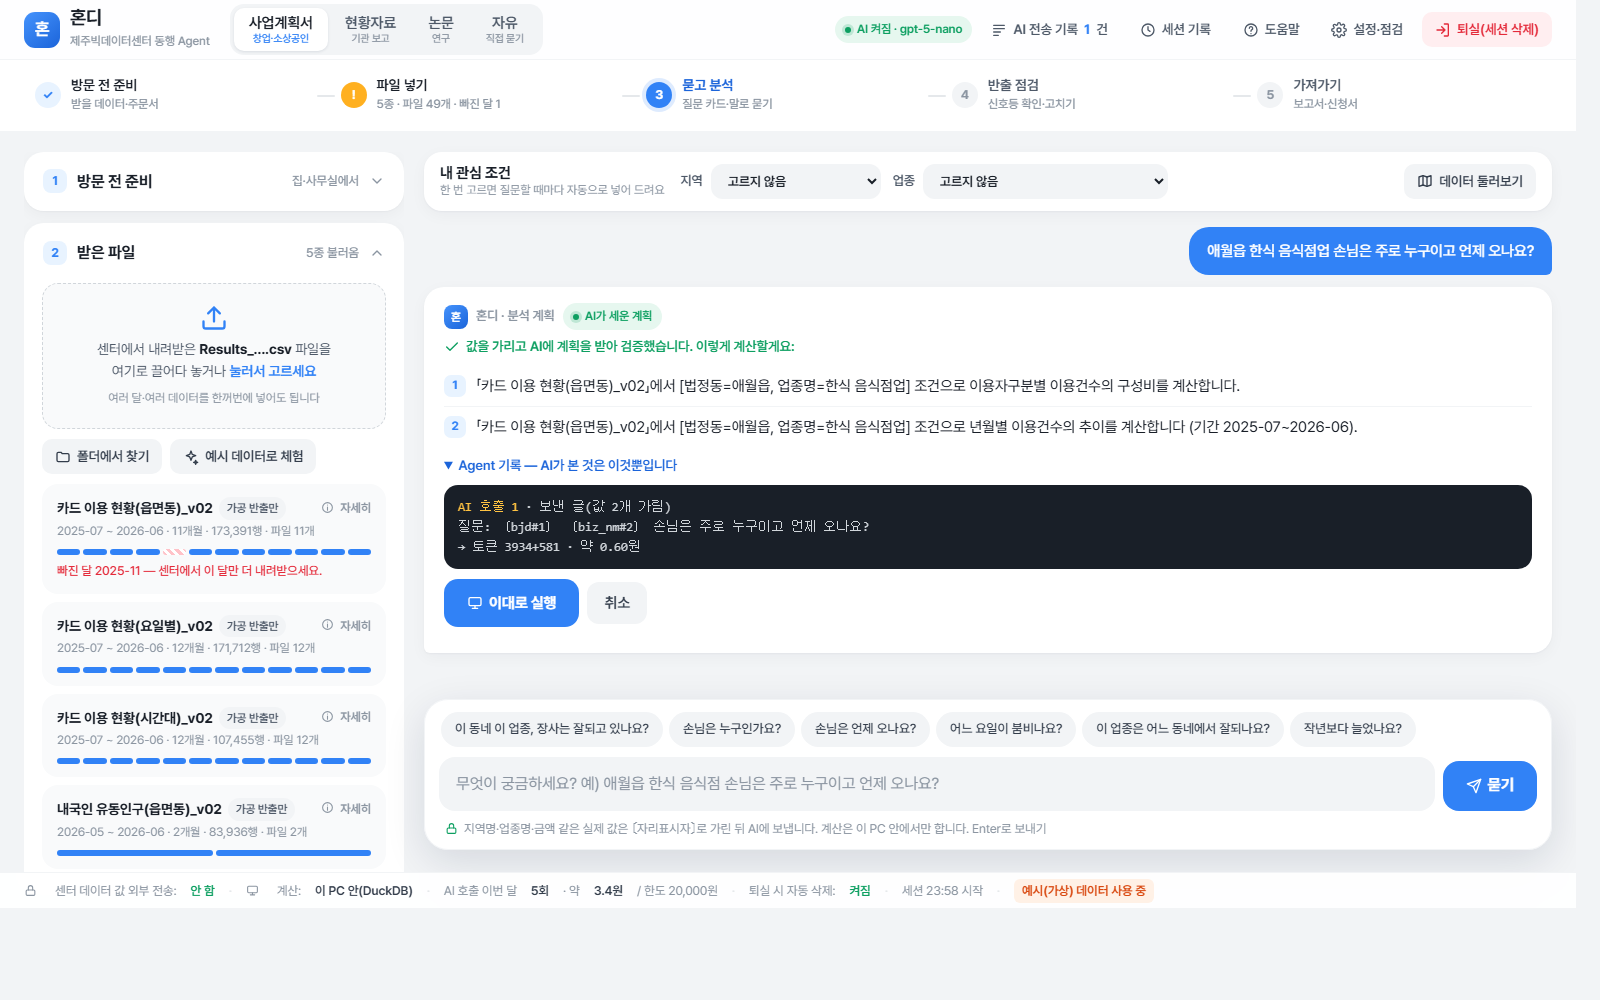 혼
혼디
제주빅데이터센터 동행 Agent
사업계획서
창업·소상공인
현황자료
기관 보고
논문
연구
자유
직접 묻기
AI 켜짐 · gpt-5-nano
AI 전송 기록 1 건
세션 기록
도움말
설정·점검
퇴실(세션 삭제)
방문 전 준비
받을 데이터·주문서
!
파일 넣기
5종 · 파일 49개 · 빠진 달 1
3
묻고 분석
질문 카드·말로 묻기
4
반출 점검
신호등 확인·고치기
5
가져가기
보고서·신청서
1 방문 전 준비 집·사무실에서
2 받은 파일 5종 불러옴
센터에서 내려받은 Results_....csv 파일을
여기로 끌어다 놓거나 눌러서 고르세요
여러 달·여러 데이터를 한꺼번에 넣어도 됩니다
폴더에서 찾기
예시 데이터로 체험
카드 이용 현황(읍면동)_v02 가공 반출만 자세히
2025-07 ~ 2026-06 · 11개월 · 173,391행 · 파일 11개
빠진 달 2025-11 — 센터에서 이 달만 더 내려받으세요.
카드 이용 현황(요일별)_v02 가공 반출만 자세히
2025-07 ~ 2026-06 · 12개월 · 171,712행 · 파일 12개
카드 이용 현황(시간대)_v02 가공 반출만 자세히
2025-07 ~ 2026-06 · 12개월 · 107,455행 · 파일 12개
내국인 유동인구(읍면동)_v02 가공 반출만 자세히
2026-05 ~ 2026-06 · 2개월 · 83,936행 · 파일 2개
내 관심 조건
한 번 고르면 질문할 때마다 자동으로 넣어 드려요
지역 고르지 않음
업종 고르지 않음
데이터 둘러보기
애월읍 한식 음식점업 손님은 주로 누구이고 언제 오나요?
혼 혼디 · 분석 계획 AI가 세운 계획
값을 가리고 AI에 계획을 받아 검증했습니다. 이렇게 계산할게요:
1 「카드 이용 현황(읍면동)_v02」에서 [법정동=애월읍, 업종명=한식 음식점업] 조건으로 이용자구분별 이용건수의 구성비를 계산합니다.
2 「카드 이용 현황(읍면동)_v02」에서 [법정동=애월읍, 업종명=한식 음식점업] 조건으로 년월별 이용건수의 추이를 계산합니다 (기간 2025-07~2026-06).
▼ Agent 기록 — AI가 본 것은 이것뿐입니다
AI 호출 1 · 보낸 글(값 2개 가림)
질문: 〔bjd#1〕 〔biz_nm#2〕 손님은 주로 누구이고 언제 오나요?
→ 토큰 3934+581 · 약 0.60원
이대로 실행
취소
이 동네 이 업종, 장사는 잘되고 있나요?
손님은 누구인가요?
손님은 언제 오나요?
어느 요일이 붐비나요?
이 업종은 어느 동네에서 잘되나요?
작년보다 늘었나요?
무엇이 궁금하세요? 예) 애월읍 한식 음식점 손님은 주로 누구이고 언제 오나요?
묻기
지역명·업종명·금액 같은 실제 값은 〔자리표시자〕로 가린 뒤 AI에 보냅니다. 계산은 이 PC 안에서만 합니다. Enter로 보내기
센터 데이터 값 외부 전송: 안 함 · 계산: 이 PC 안(DuckDB) · AI 호출 이번 달 5회 · 약 3.4원 / 한도 20,000원 · 퇴실 시 자동 삭제: 켜짐 · 세션 23:58 시작 · 예시(가상) 데이터 사용 중